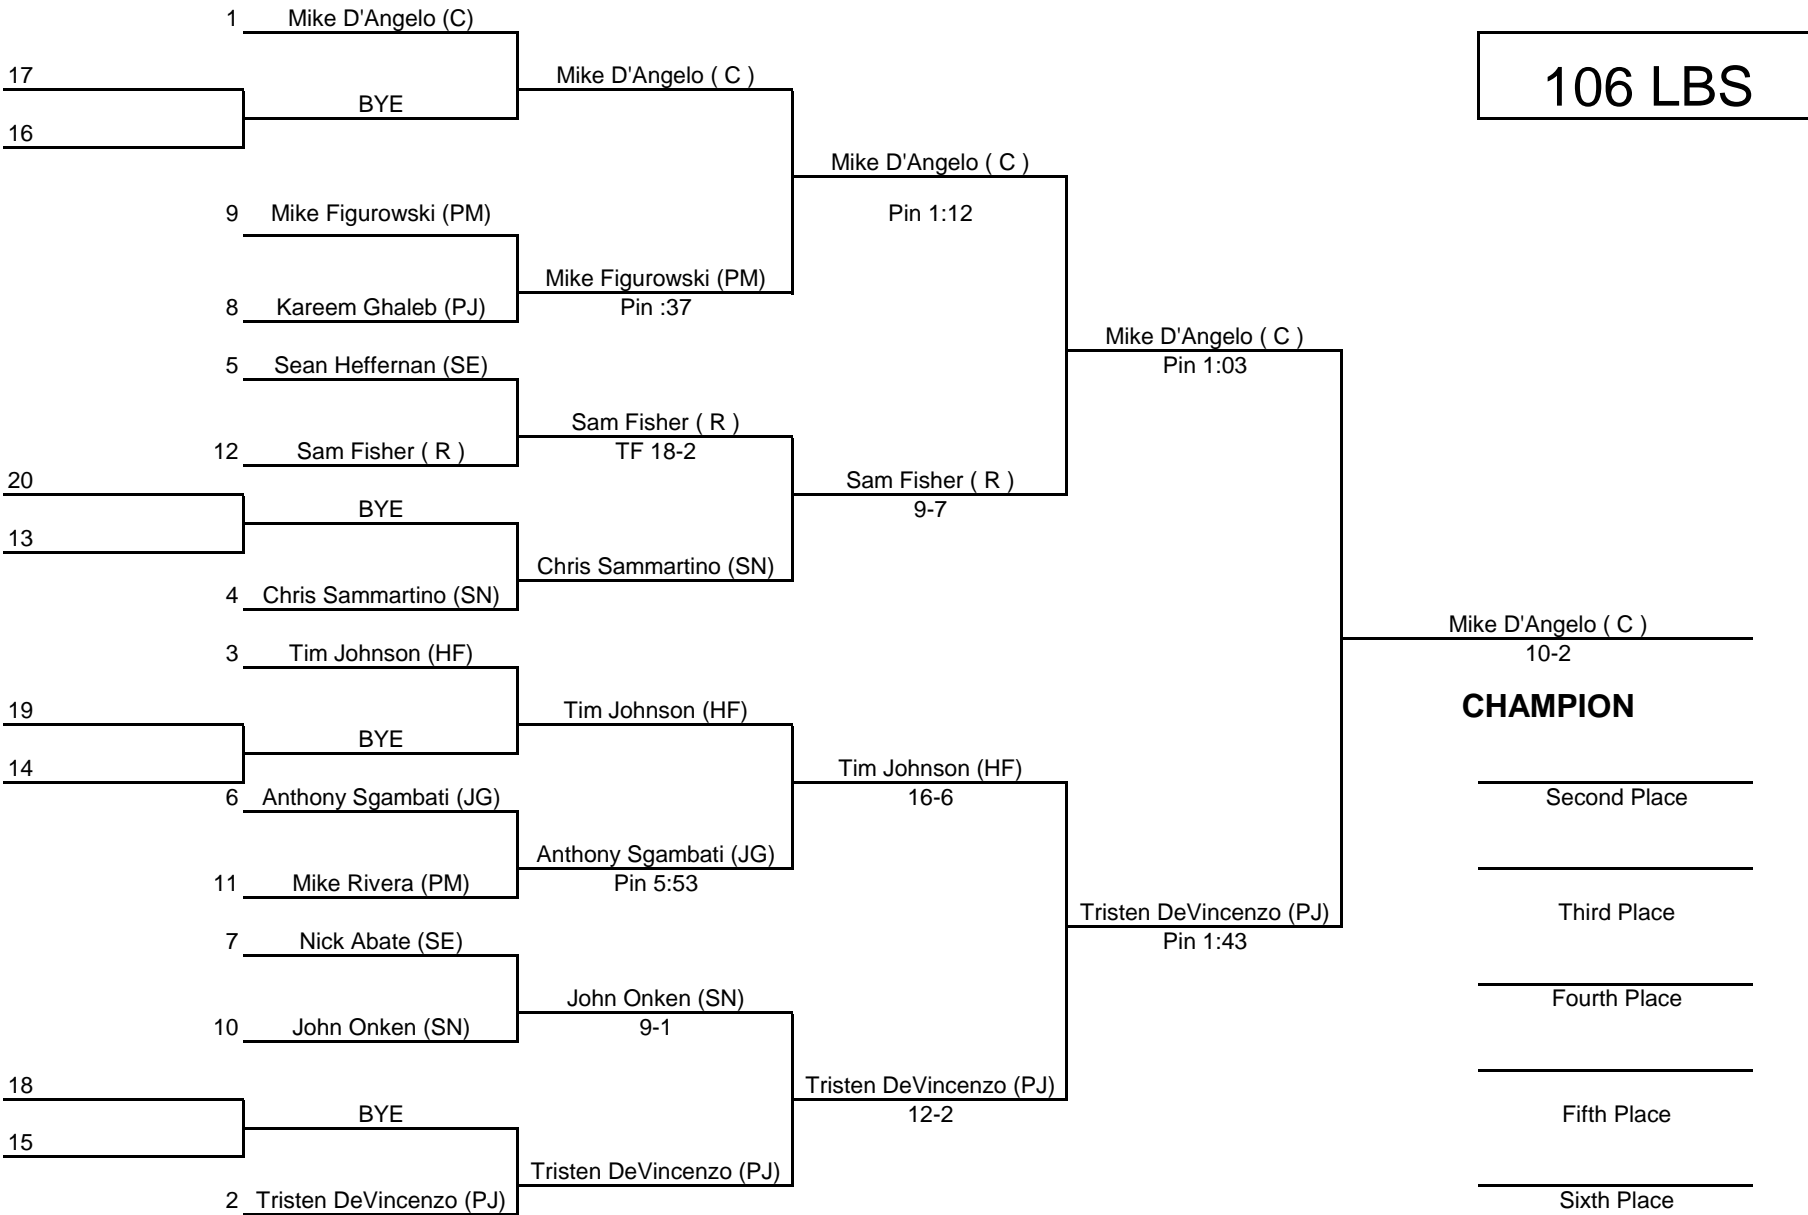 1 Mike D'Angelo (C)
17
Mike D'Angelo ( C )
106 LBS
BYE
16
Mike D'Angelo ( C )
9 Mike Figurowski (PM)
Pin 1:12
Mike Figurowski (PM)
8 Kareem Ghaleb (PJ)
Pin :37
Mike D'Angelo ( C )
5 Sean Heffernan (SE)
Pin 1:03
Sam Fisher ( R )
12 Sam Fisher ( R )
TF 18-2
20
Sam Fisher ( R )
BYE
9-7
13
Chris Sammartino (SN)
4 Chris Sammartino (SN)
Mike D'Angelo ( C )
3 Tim Johnson (HF)
10-2
19
Tim Johnson (HF)
CHAMPION
BYE
14
Tim Johnson (HF)
6 Anthony Sgambati (JG)
16-6
Second Place
Anthony Sgambati (JG)
11 Mike Rivera (PM)
Pin 5:53
Tristen DeVincenzo (PJ)
Third Place
7 Nick Abate (SE)
Pin 1:43
John Onken (SN)
Fourth Place
10 John Onken (SN)
9-1
18
Tristen DeVincenzo (PJ)
BYE
12-2
Fifth Place
15
Tristen DeVincenzo (PJ)
2 Tristen DeVincenzo (PJ)
Sixth Place